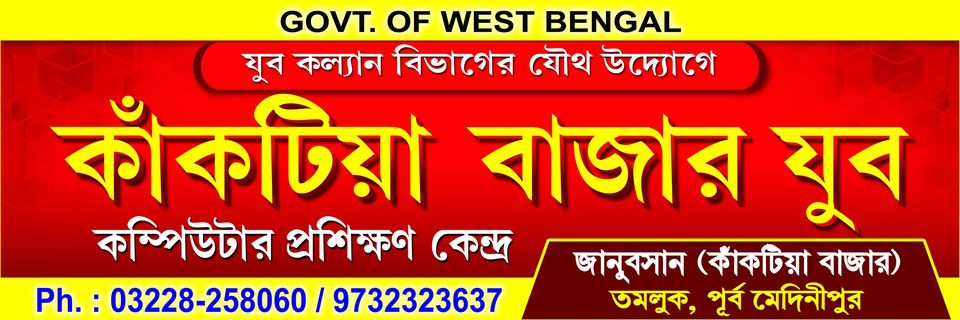 GOVT. OF WEST BENGAL
যুব কল্যান বিভাগের যৌথ উদ্যোগে
কাঁকটিয়া বাজার যুব
কম্পিউটার প্রশিক্ষণ কেন্দ্র
জানুবসান (কাঁকটিয়া বাজার)
তমলুক, পূর্ব মেদিনীপুর
Ph. : 03228-258060 / 9732323637